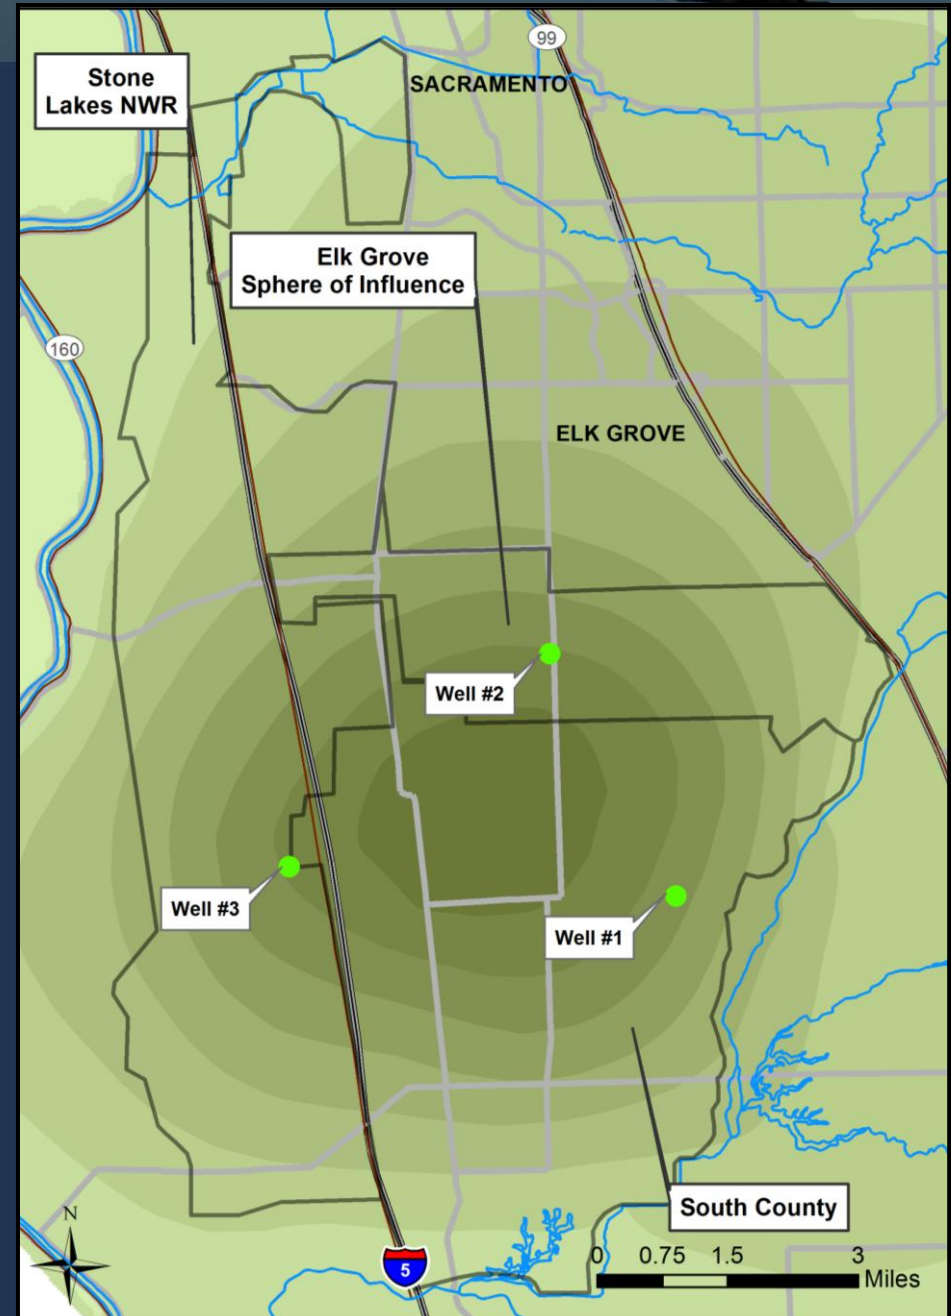 99
Stone
Lakes NWR
SACRAMENTO
Elk Grove
Sphere of Influence
160
ELK GROVE
Well #2
Well #3
Well #1
South County
N
5
0 0.75 1.5 3
Miles